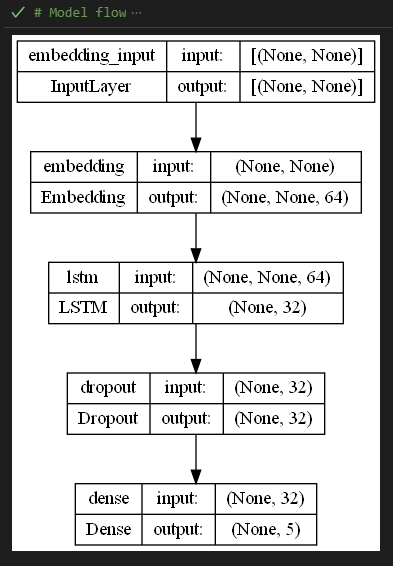 # Model flow ...
embedding_input input: [(None, None)]
InputLayer output: [(None, None)]
embedding input: (None, None)
Embedding output: (None, None, 64)
lstm input: (None, None, 64)
LSTM output: (None, 32)
dropout input: (None, 32)
Dropout output: (None, 32)
dense input: (None, 32)
Dense output: (None, 5)